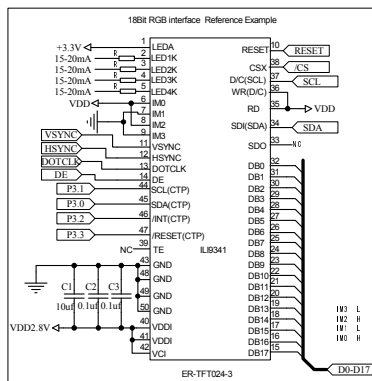 18Bit RGB interface Reference Example
+3.3V 1 LEDA
15-20mA R 2 LED1K
15-20mA R 3 LED2K
15-20mA R 4 LED3K
15-20mA R 5 LED4K
VDD 6 IM0
7 IM1
8 IM2
9 IM3
VSYNC 11 VSYNC
HSYNC 12 HSYNC
DOTCLK 13 DOTCLK
DE 14 DE
P3.1 44 SCL(CTP)
P3.0 45 SDA(CTP)
P3.2 46 /INT(CTP)
P3.3 47 /RESET(CTP)
NC 39 TE
43 GND
48 GND
49 GND
50 GND
C1 C2 C3
10uf 0.1uf 0.1uf
VDD2.8V 40 VDDI
41 VDDI
42 VCI
ILI9341
RESET 10 RESET
CSX 38 /CS
D/C(SCL) 37 SCL
WR(D/C) 36
RD 35 VDD
SDI(SDA) 34 SDA
SDO 33 NC
DB0 32
DB1 31
DB2 30
DB3 29
DB4 28
DB5 27
DB6 26
DB7 25
DB8 24
DB9 23
DB10 22
DB11 21
DB12 20
DB13 19
DB14 18
DB15 17
DB16 16
DB17 15
IM3 L
IM2 H
IM1 L
IM0 H
D0-D17
ER-TFT024-3